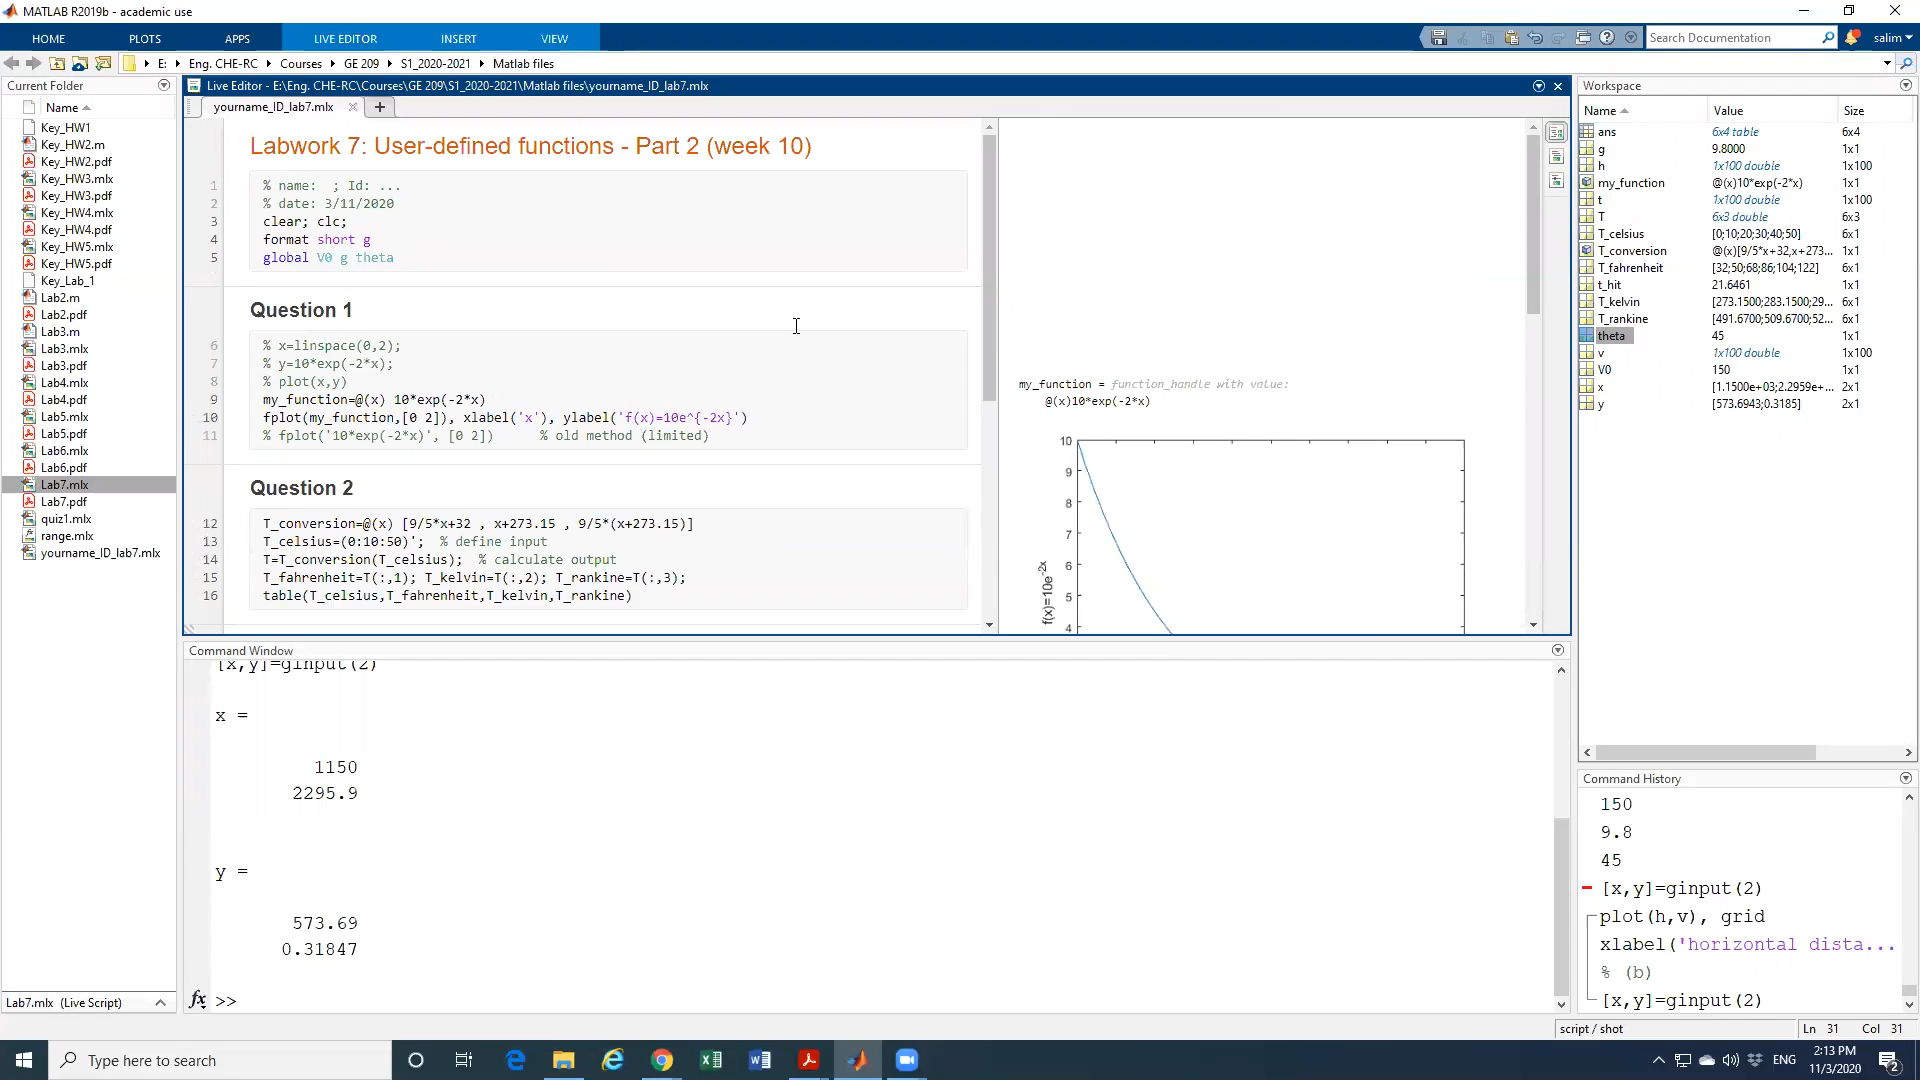 MATLAB R2019b - academic use
HOME PLOTS APPS LIVE EDITOR INSERT VIEW
Search Documentation
salim
E: Eng. CHE-RC Courses GE 209 S1_2020-2021 Matlab files
Current Folder
Name
Key_HW1
Key_HW2.m
Key_HW2.pdf
Key_HW3.mlx
Key_HW3.pdf
Key_HW4.mlx
Key_HW4.pdf
Key_HW5.mlx
Key_HW5.pdf
Key_Lab_1
Lab2.m
Lab2.pdf
Lab3.m
Lab3.mlx
Lab3.pdf
Lab4.mlx
Lab4.pdf
Lab5.mlx
Lab5.pdf
Lab6.mlx
Lab6.pdf
Lab7.mlx
Lab7.pdf
quiz1.mlx
range.mlx
yourname_ID_lab7.mlx
Lab7.mlx (Live Script)
Live Editor - E:\Eng. CHE-RC\Courses\GE 209\S1_2020-2021\Matlab files\yourname_ID_lab7.mlx
yourname_ID_lab7.mlx
Labwork 7: User-defined functions - Part 2 (week 10)
1 % name:  ; Id: ...
2 % date: 3/11/2020
3 clear; clc;
4 format short g
5 global V0 g theta
Question 1
6 % x=linspace(0,2);
7 % y=10*exp(-2*x);
8 % plot(x,y)
9 my_function=@(x) 10*exp(-2*x)
10 fplot(my_function,[0 2]), xlabel('x'), ylabel('f(x)=10e^{-2x}')
11 % fplot('10*exp(-2*x)', [0 2])      % old method (limited)
Question 2
12 T_conversion=@(x) [9/5*x+32 , x+273.15 , 9/5*(x+273.15)]
13 T_celsius=(0:10:50)';  % define input
14 T=T_conversion(T_celsius);  % calculate output
15 T_fahrenheit=T(:,1); T_kelvin=T(:,2); T_rankine=T(:,3);
16 table(T_celsius,T_fahrenheit,T_kelvin,T_rankine)
my_function = function_handle with value:
@(x)10*exp(-2*x)
10
9
8
7
6
5
4
f(x)=10e-2x
Command Window
[x,y]=ginput(2)
x =
1150
2295.9
y =
573.69
0.31847
fx >>
Workspace
Name Value Size
ans 6x4 table 6x4
g 9.8000 1x1
h 1x100 double 1x100
my_function @(x)10*exp(-2*x) 1x1
t 1x100 double 1x100
T 6x3 double 6x3
T_celsius [0;10;20;30;40;50] 6x1
T_conversion @(x)[9/5*x+32,x+273... 1x1
T_fahrenheit [32;50;68;86;104;122] 6x1
t_hit 21.6461 1x1
T_kelvin [273.1500;283.1500;29... 6x1
T_rankine [491.6700;509.6700;52... 6x1
theta 45 1x1
v 1x100 double 1x100
V0 150 1x1
x [1.1500e+03;2.2959e+... 2x1
y [573.6943;0.3185] 2x1
Command History
150
9.8
45
[x,y]=ginput(2)
plot(h,v), grid
xlabel('horizontal dista...
% (b)
[x,y]=ginput(2)
script / shot Ln 31 Col 31
Type here to search
ENG
2:13 PM
11/3/2020
2